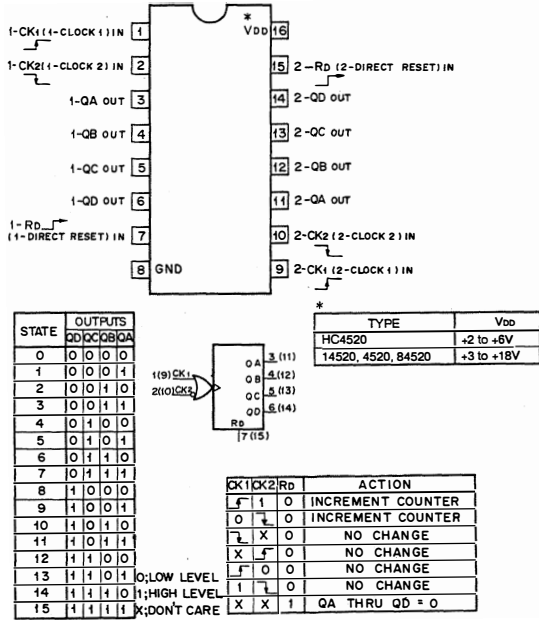 1-CK1(1-CLOCK1) IN 1
1-CK2(1-CLOCK 2) IN 2
1-QA OUT 3
1-QB OUT 4
1-QC OUT 5
1-QD OUT 6
1-RD
(1-DIRECT RESET) IN 7
8 GND
*
VDD 16
15 2-RD (2-DIRECT RESET) IN
14 2-QD OUT
13 2-QC OUT
12 2-QB OUT
11 2-QA OUT
10 2-CK2 (2-CLOCK 2) IN
9 2-CK1 (2-CLOCK 1) IN
STATE OUTPUTS
QD QC QB QA
0 0 0 0 0
1 0 0 0 1
2 0 0 1 0
3 0 0 1 1
4 0 1 0 0
5 0 1 0 1
6 0 1 1 0
7 0 1 1 1
8 1 0 0 0
9 1 0 0 1
10 1 0 1 0
11 1 0 1 1
12 1 1 0 0
13 1 1 0 1
14 1 1 1 0
15 1 1 1 1
0;LOW LEVEL
1;HIGH LEVEL
X;DON'T CARE
1(9) CK1
2(10) CK2
QA 3 (11)
QB 4 (12)
QC 5 (13)
QD 6 (14)
RD
7(15)
*
TYPE VDD
HC4520 +2 to +6V
14520, 4520, 84520 +3 to +18V
CK1 CK2 RD ACTION
1 0 INCREMENT COUNTER
0 0 INCREMENT COUNTER
X 0 NO CHANGE
X 0 NO CHANGE
0 0 NO CHANGE
1 0 NO CHANGE
X X 1 QA THRU QD = 0